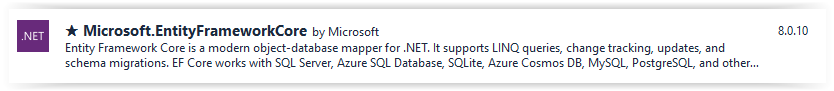 .NET
★ Microsoft.EntityFrameworkCore by Microsoft 8.0.10
Entity Framework Core is a modern object-database mapper for .NET. It supports LINQ queries, change tracking, updates, and
schema migrations. EF Core works with SQL Server, Azure SQL Database, SQLite, Azure Cosmos DB, MySQL, PostgreSQL, and other...